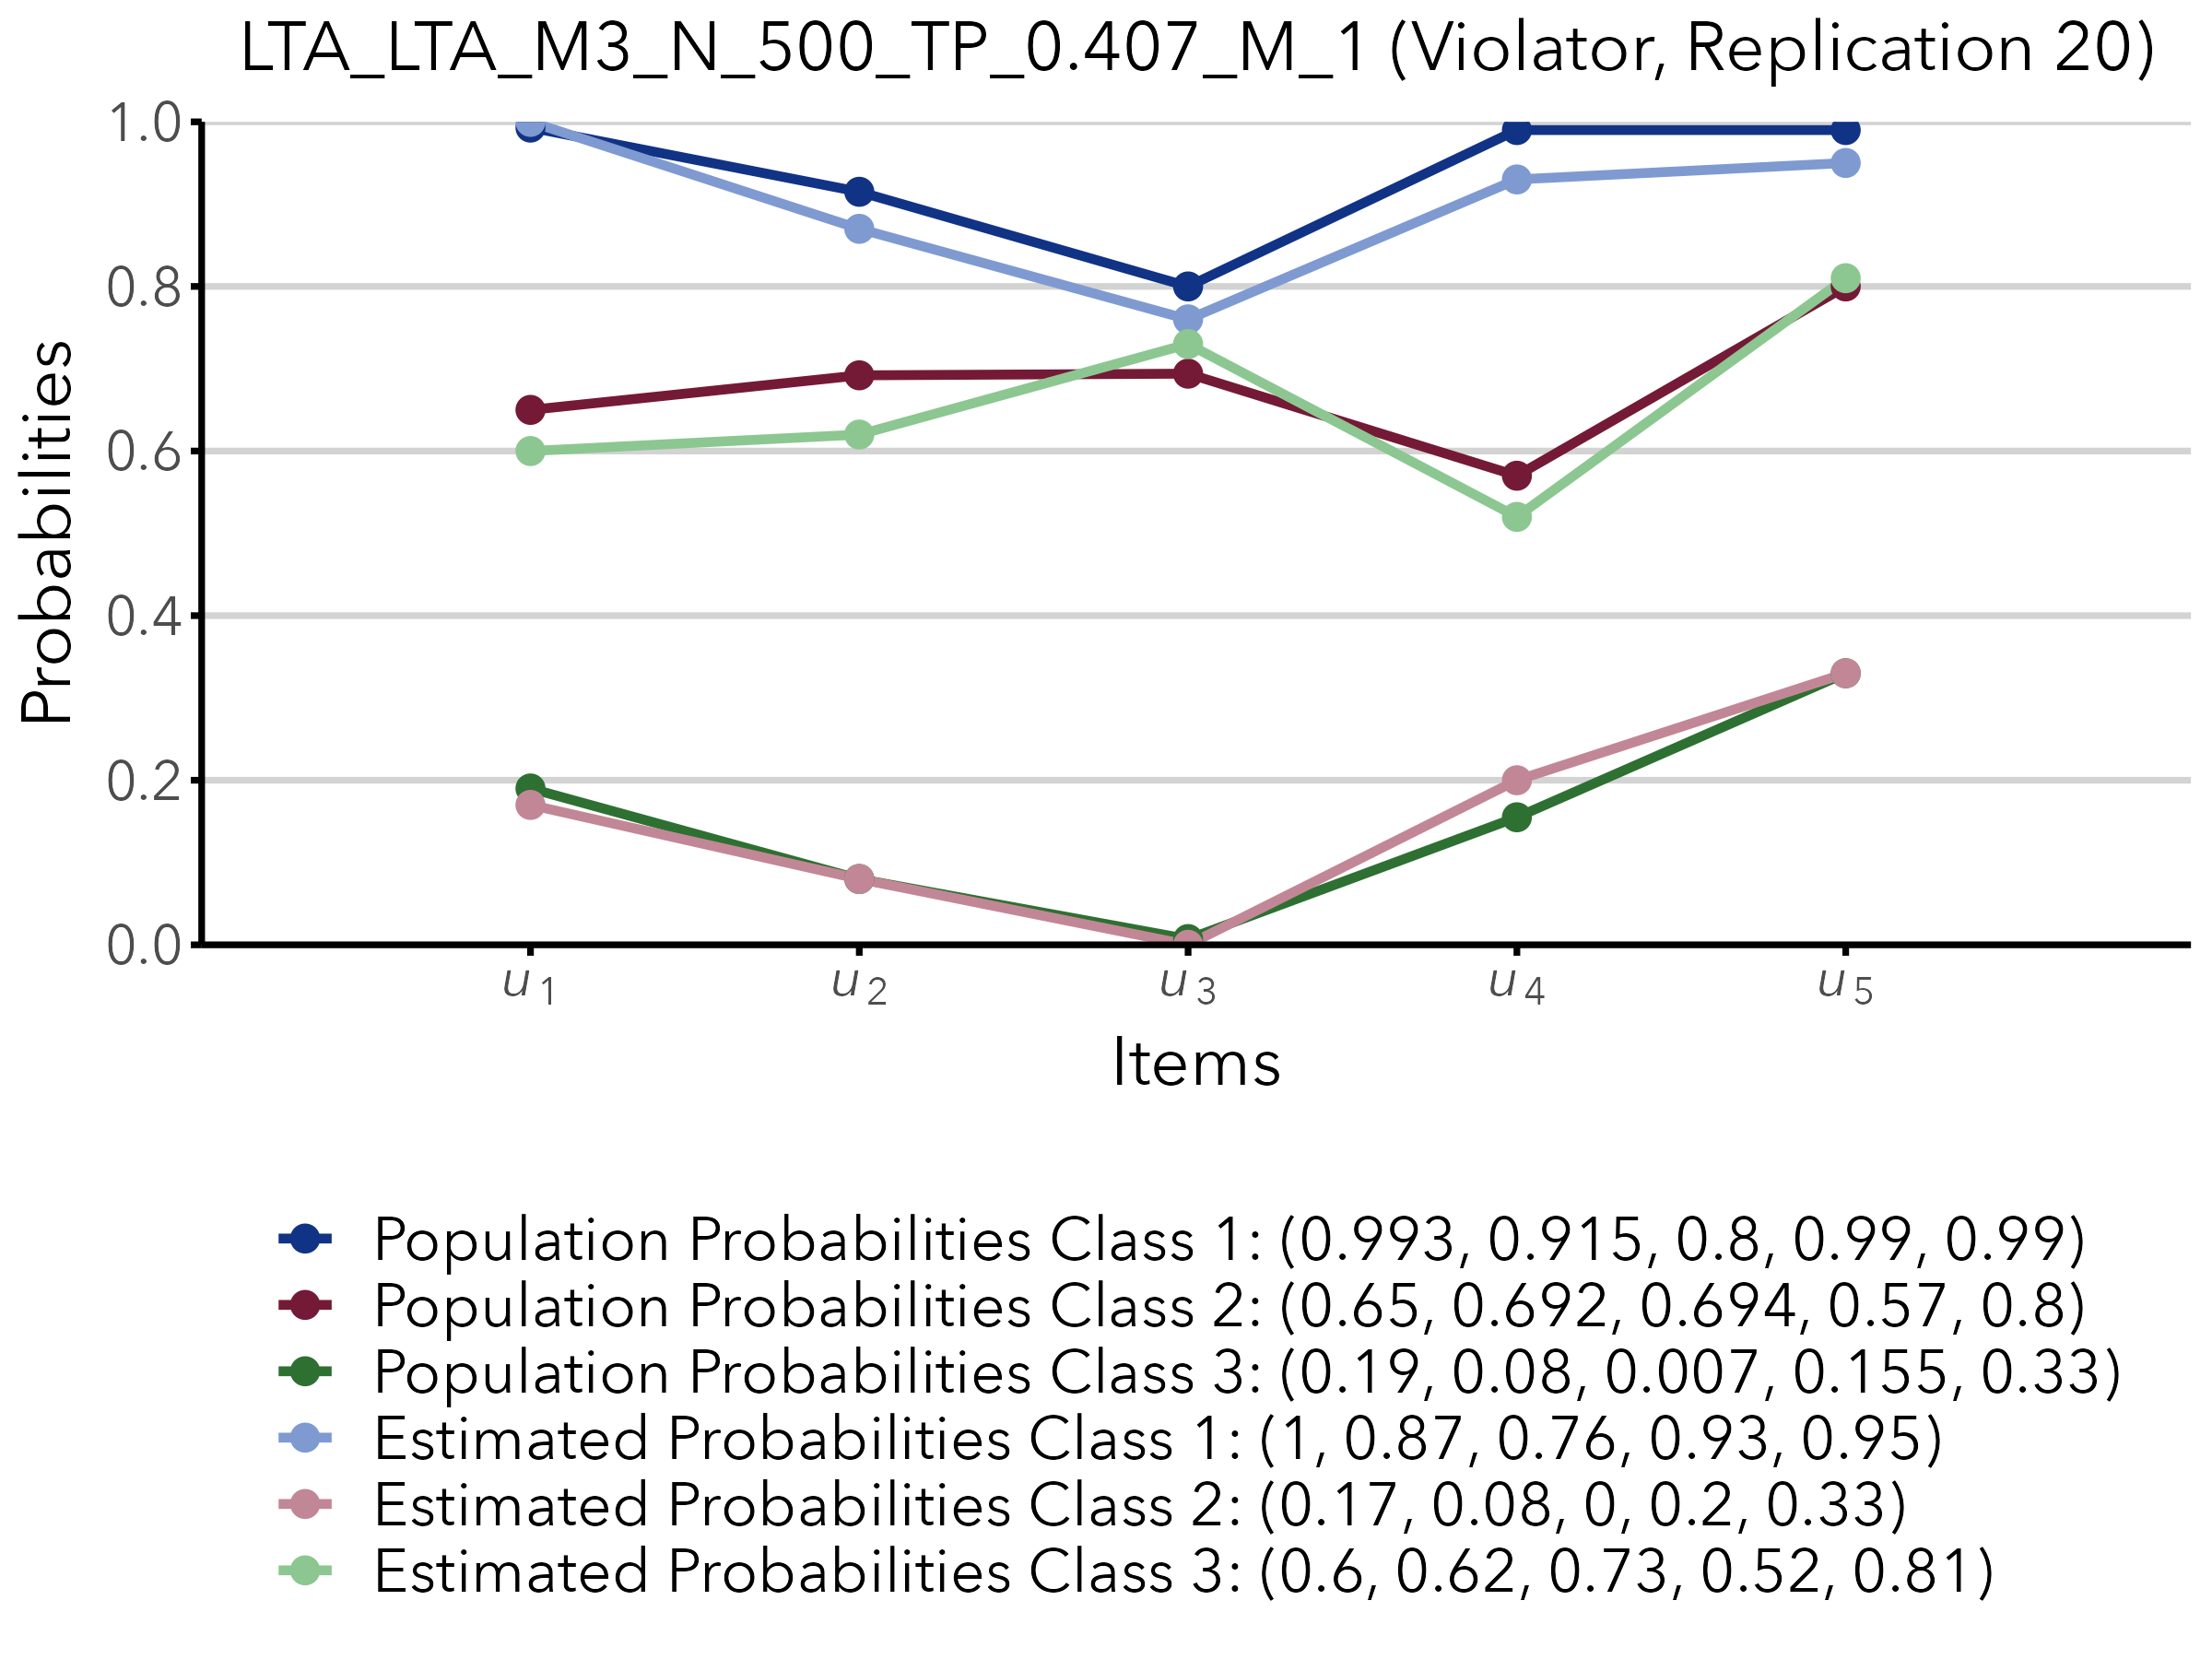 LTA_LTA_M3_N_500_TP_0.407_M_1 (Violator, Replication 20)
Probabilities
1.0
0.8
0.6
0.4
0.2
0.0
u1 u2 u3 u4 u5
Items
Population Probabilities Class 1: (0.993, 0.915, 0.8, 0.99, 0.99)
Population Probabilities Class 2: (0.65, 0.692, 0.694, 0.57, 0.8)
Population Probabilities Class 3: (0.19, 0.08, 0.007, 0.155, 0.33)
Estimated Probabilities Class 1: (1, 0.87, 0.76, 0.93, 0.95)
Estimated Probabilities Class 2: (0.17, 0.08, 0, 0.2, 0.33)
Estimated Probabilities Class 3: (0.6, 0.62, 0.73, 0.52, 0.81)